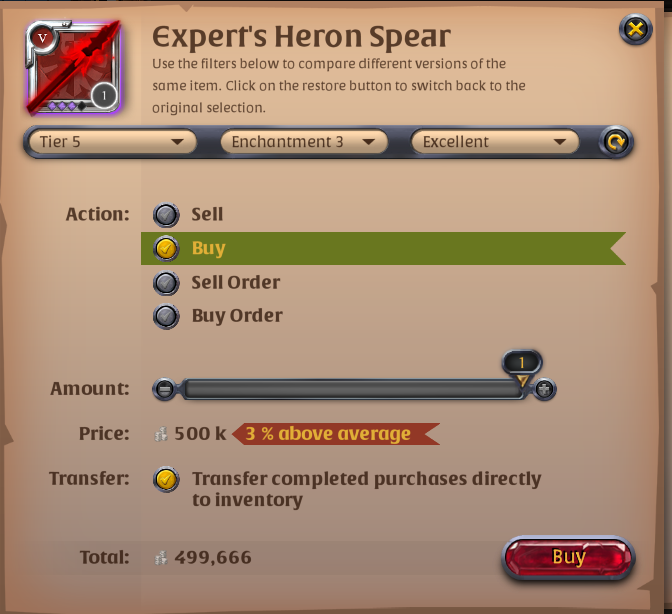 V
1
Expert's Heron Spear
Use the filters below to compare different versions of the
same item. Click on the restore button to switch back to the
original selection.
Tier 5 Enchantment 3 Excellent
Action: Sell
Buy
Sell Order
Buy Order
1
Amount:
Price: 500 k 3 % above average
Transfer: Transfer completed purchases directly
to inventory
Total: 499,666 Buy